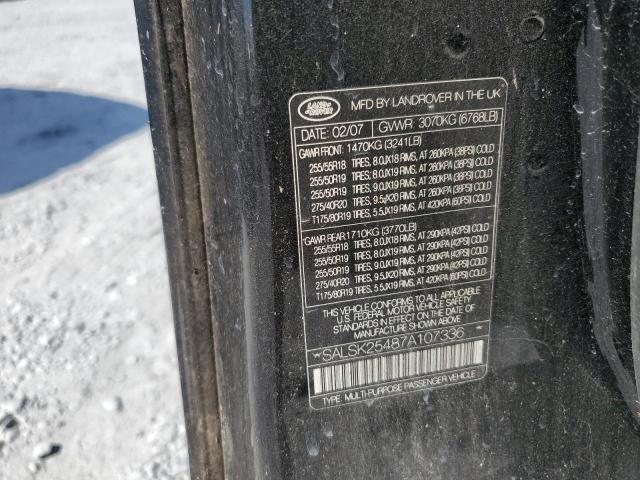 LAND ROVER
MFD BY LANDROVER IN THE UK
DATE: 02/07 GVWR 3070KG (6768LB)
GAWR FRONT: 1470KG (3241LB)
255/55R18 TIRES, 8.0JX18 RIMS, AT 260KPA (38PSI) COLD
255/50R19 TIRES, 8.0JX19 RIMS, AT 260KPA (38PSI) COLD
255/50R19 TIRES, 9.0JX19 RIMS, AT 260KPA (38PSI) COLD
275/40R20 TIRES, 9.5JX20 RIMS, AT 260KPA (38PSI) COLD
T175/80R19 TIRES, 5.5JX19 RIMS, AT 420KPA (60PSI) COLD
GAWR REAR 1710KG (3770LB)
255/55R18 TIRES, 8.0JX18 RIMS, AT 290KPA (42PSI) COLD
255/50R19 TIRES, 8.0JX19 RIMS, AT 290KPA (42PSI) COLD
255/50R19 TIRES, 9.0JX19 RIMS, AT 290KPA (42PSI) COLD
275/40R20 TIRES, 9.5JX20 RIMS, AT 290KPA (42PSI) COLD
T175/80R19 TIRES, 5.5JX19 RIMS, AT 420KPA (60PSI) COLD
THIS VEHICLE CONFORMS TO ALL APPLICABLE
U.S. FEDERAL MOTOR VEHICLE SAFETY
STANDARDS IN EFFECT ON THE DATE OF
MANUFACTURE SHOWN ABOVE
*SALSK25487A107336*
TYPE: MULTI-PURPOSE PASSENGER VEHICLE